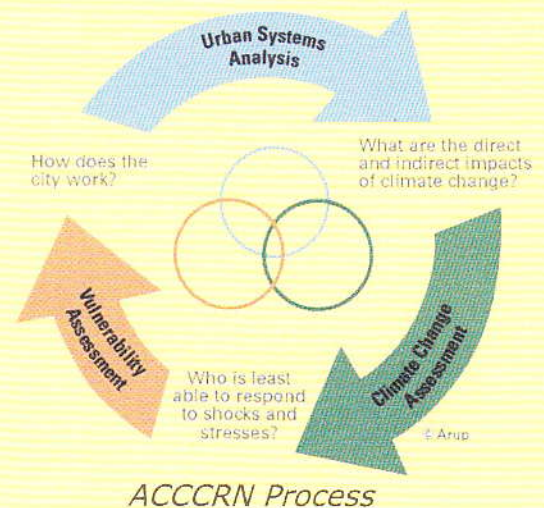 Urban Systems
Analysis
How does the
city work?
What are the direct
and indirect impacts
of climate change?
Vulnerability
Assessment
Climate Change
Assessment
Who is least
able to respond
to shocks and
stresses?
© Arup
ACCCRN Process